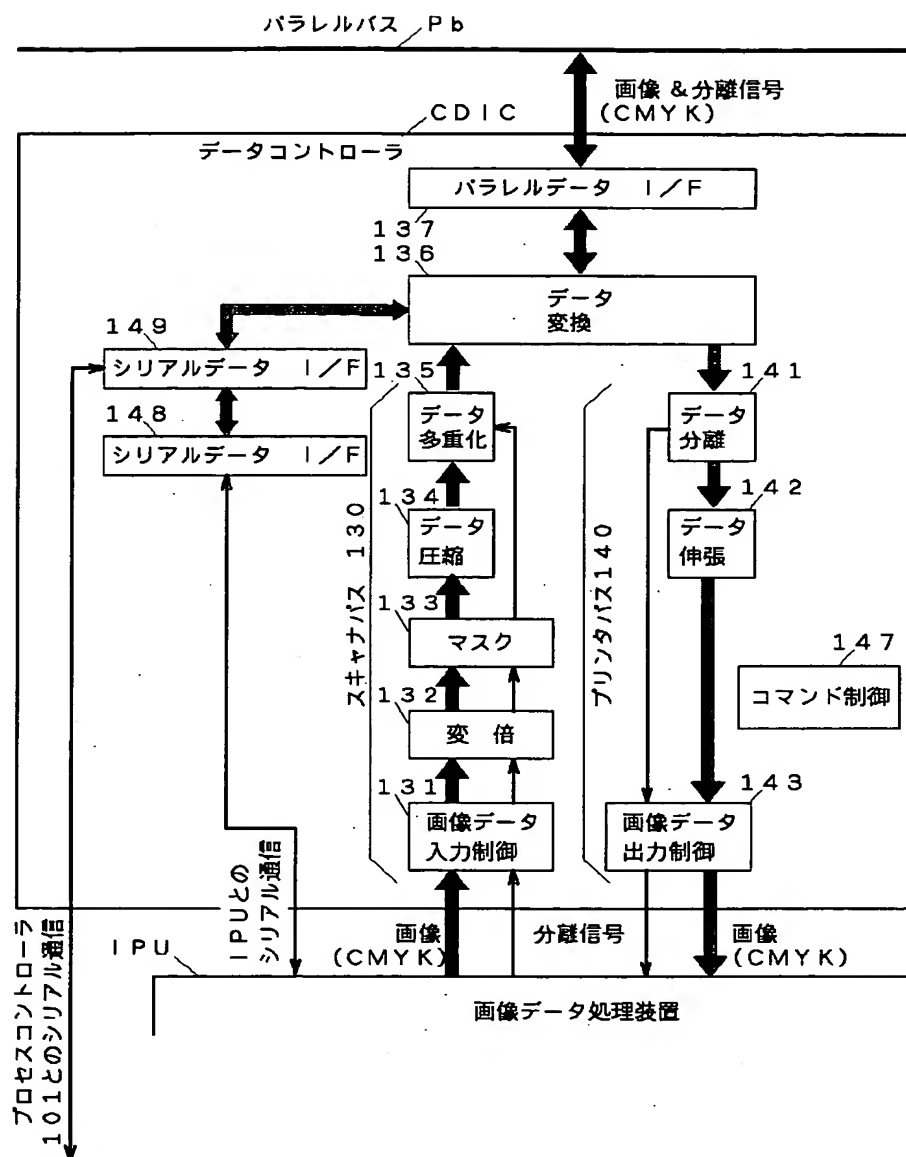 パラレルバス Pb
画像 &分離信号
(CMYK)
CDIC
データコントローラ
パラレルデータ I/F
137
136
データ
変換
149
シリアルデータ I/F
148
シリアルデータ I/F
135
データ
多重化
134
データ
圧縮
133
マスク
132
変 倍
131
画像データ
入力制御
スキャナパス 130
141
データ
分離
142
データ
伸張
プリンタパス140
147
コマンド制御
143
画像データ
出力制御
プロセスコントローラ
101とのシリアル通信
IPUとの
シリアル通信
画像
(CMYK)
分離信号
画像
(CMYK)
IPU
画像データ処理装置